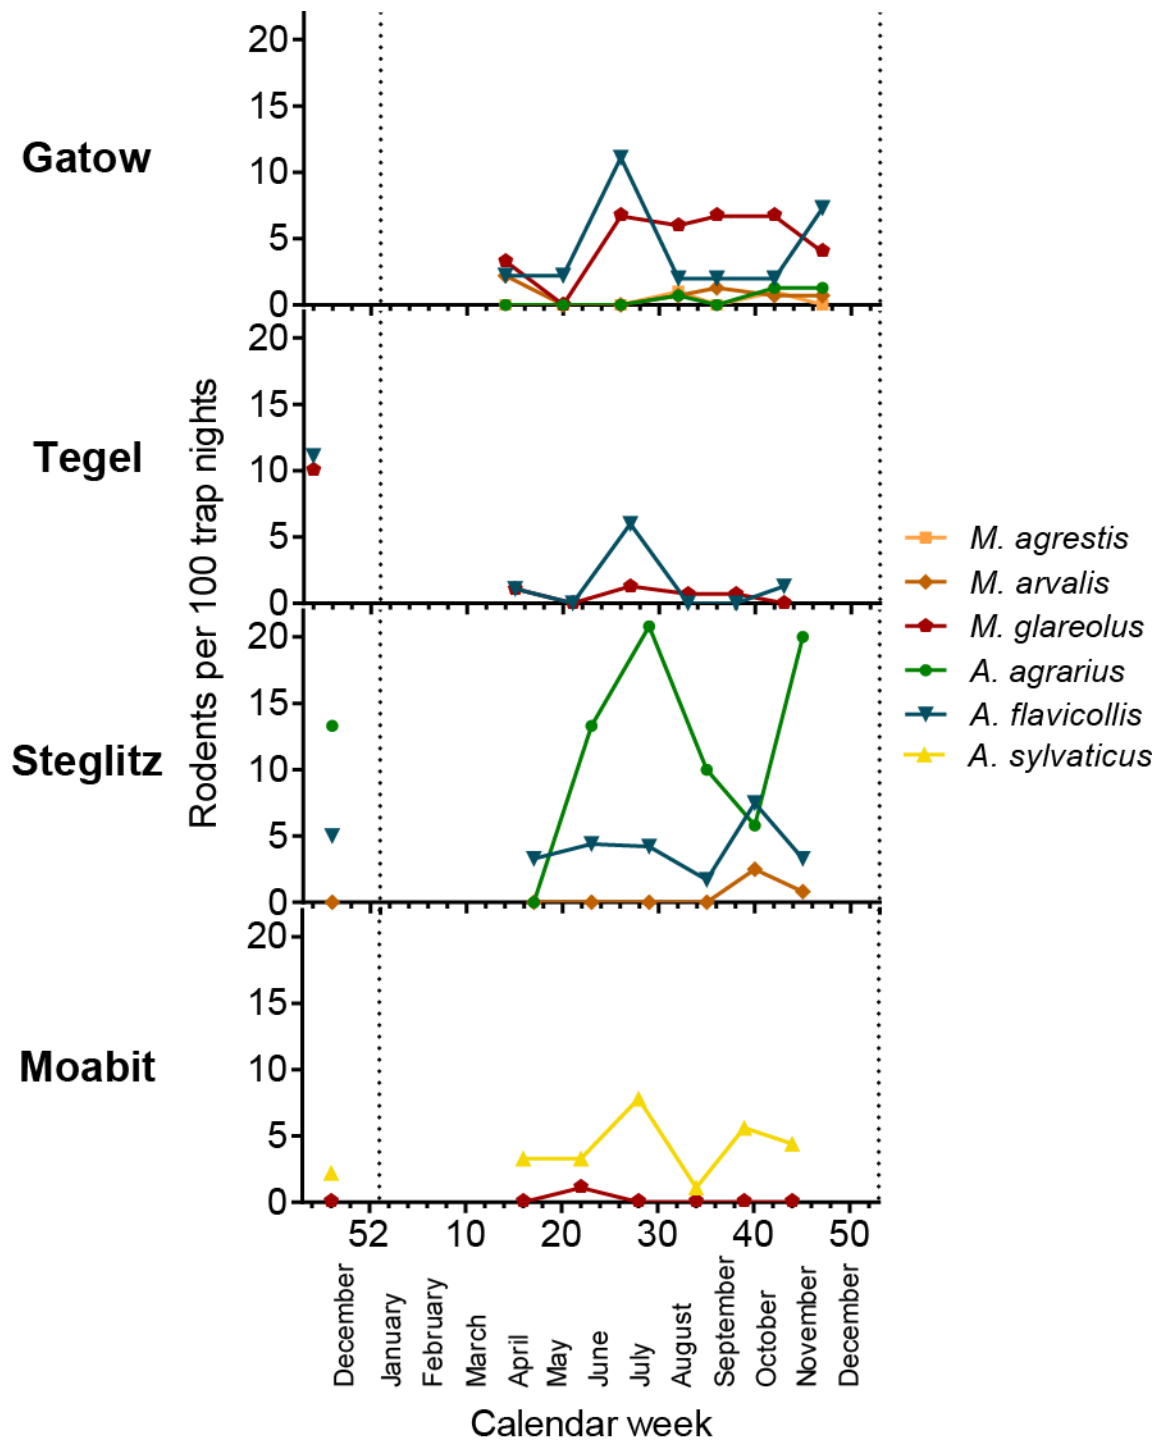 Gatow
20
15
10
5
0
Tegel
20
15
10
5
0
Steglitz
20
15
10
5
0
Moabit
20
15
10
5
0
Rodents per 100 trap nights
M. agrestis
M. arvalis
M. glareolus
A. agrarius
A. flavicollis
A. sylvaticus
52 10 20 30 40 50
December January February March April May June July August September October November December
Calendar week